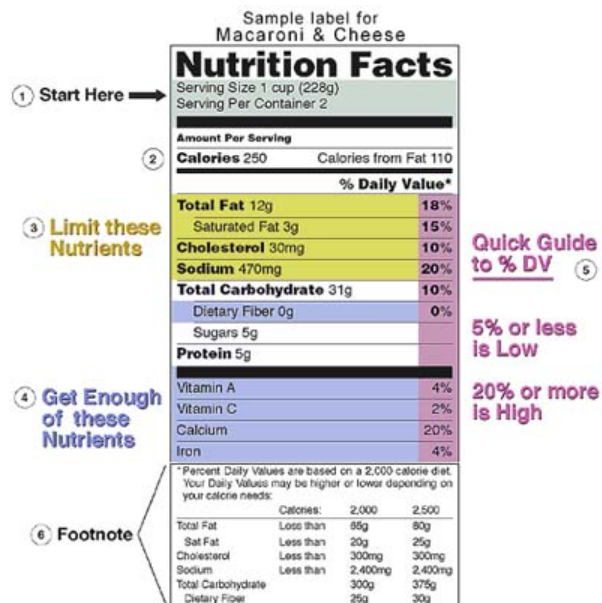 Sample label for
Macaroni & Cheese
Nutrition Facts
Serving Size 1 cup (228g)
Serving Per Container 2
1 Start Here
Amount Per Serving
2
Calories 250 Calories from Fat 110
% Daily Value*
3 Limit these
Nutrients
Total Fat 12g 18%
Saturated Fat 3g 15%
Cholesterol 30mg 10%
Sodium 470mg 20%
Total Carbohydrate 31g 10%
Dietary Fiber 0g 0%
Sugars 5g
Protein 5g
Quick Guide
to % DV
5
5% or less
is Low
20% or more
is High
4 Get Enough
of these
Nutrients
Vitamin A 4%
Vitamin C 2%
Calcium 20%
Iron 4%
6 Footnote
*Percent Daily Values are based on a 2,000 calorie diet.
Your Daily Values may be higher or lower depending on
your calorie needs:
Calories: 2,000 2,500
Total Fat Less than 65g 80g
Sat Fat Less than 20g 25g
Cholesterol Less than 300mg 300mg
Sodium Less than 2,400mg 2,400mg
Total Carbohydrate 300g 375g
Dietary Fiber 25g 30g